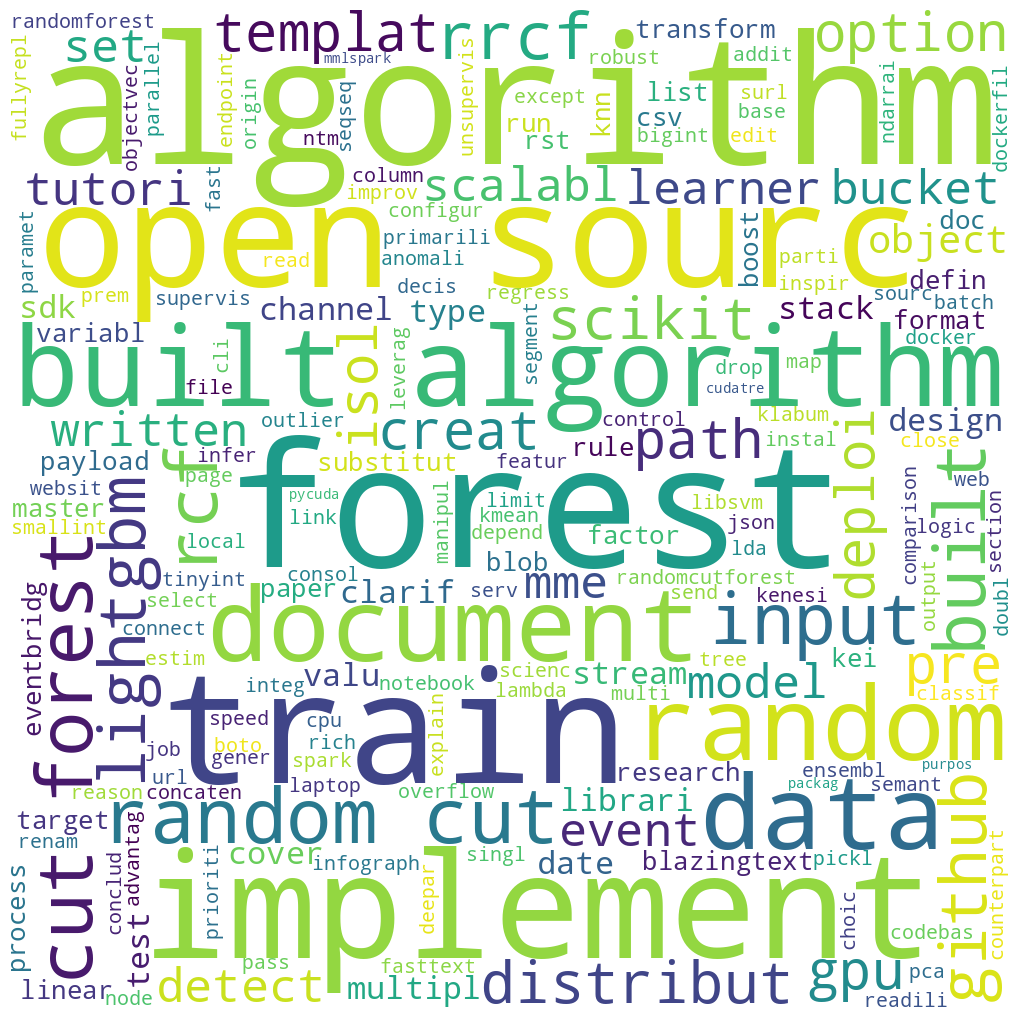 randomforest
templat
rrcf
transform
option
set
mmlspark
robust
addit
algorithm
fullyrepl
objectvec
parallel
endpoint
origin
ntm
seqseq
unsupervis
except
run
rst
knn
list
csv
bigint
surl
base
edit
ndarrai
dockerfil
tutori
fast
column
improv
scalabl
learner
bucket
configur
doc
paramet
open sourc
primarili
anomali
read
boost
object
parti
inspir
defin
sdk
prem
supervis
decis
regress
sourc
batch
variabl
channel
type
scikit
stack
format
docker
built algorithm
cli
isol
leverag
segment
drop
map
cudatre
file
written
outlier
creat
control
rule
path
klabum
instal
deploi
design
close
payload
infer
substitut
featur
websit
page
rcf
forest
built
web
master
pycuda
link
manipul
limit
kmean
depend
libsvm
factor
json
logic
comparison
section
smallint
local
lda
lightgbm
tinyint
consol
blob
randomcutforest
paper
clarif
serv
mme
send
kenesi
output
doubl
select
document
input
connect
eventbridg
cut forest
estim
valu
notebook
scienc
lambda
stream
multi
tree
model
kei
pre
classif
integ
train
random
speed
cpu
explain
job
boto
gener
rich
spark
url
laptop
research
ensembl
semant
purpos
reason
concaten
overflow
librari
packag
data
github
target
random cut
renam
event
cover
infograph
singl
date
blazingtext
pickl
process
conclud
advantag
test
prioriti
implement
deepar
choic
counterpart
codebas
linear
node
detect
pass
fasttext
multipl
distribut
gpu
pca
readili